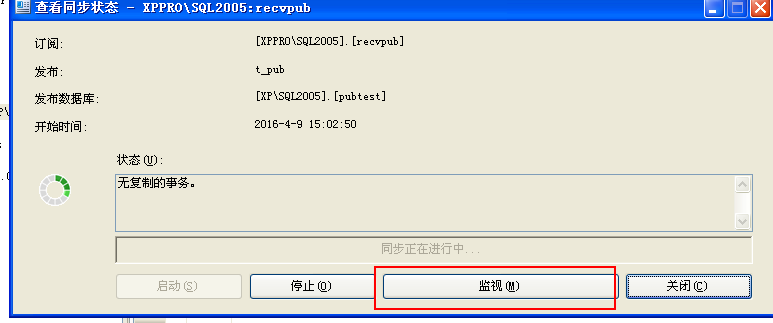 查看同步状态 - XPPRO\SQL2005:recvpub
订阅: [XPPRO\SQL2005].[recvpub]
发布: t_pub
发布数据库: [XP\SQL2005].[pubtest]
开始时间: 2016-4-9 15:02:50
状态(U):
无复制的事务。
同步正在进行中...
启动(S) 停止(O) 监视(M) 关闭(C)